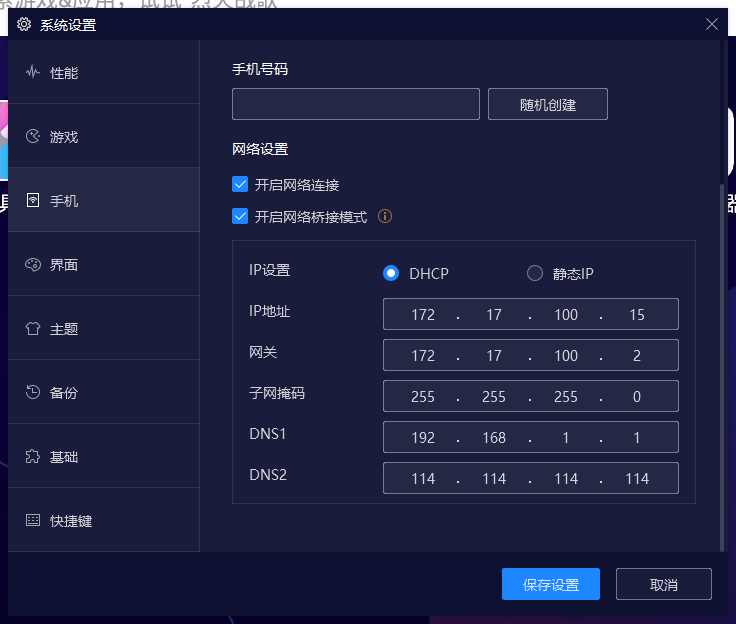 系统设置
性能
游戏
手机
界面
主题
备份
基础
快捷键
手机号码
随机创建
网络设置
开启网络连接
开启网络桥接模式
IP设置 DHCP 静态IP
IP地址 172 . 17 . 100 . 15
网关 172 . 17 . 100 . 2
子网掩码 255 . 255 . 255 . 0
DNS1 192 . 168 . 1 . 1
DNS2 114 . 114 . 114 . 114
保存设置 取消